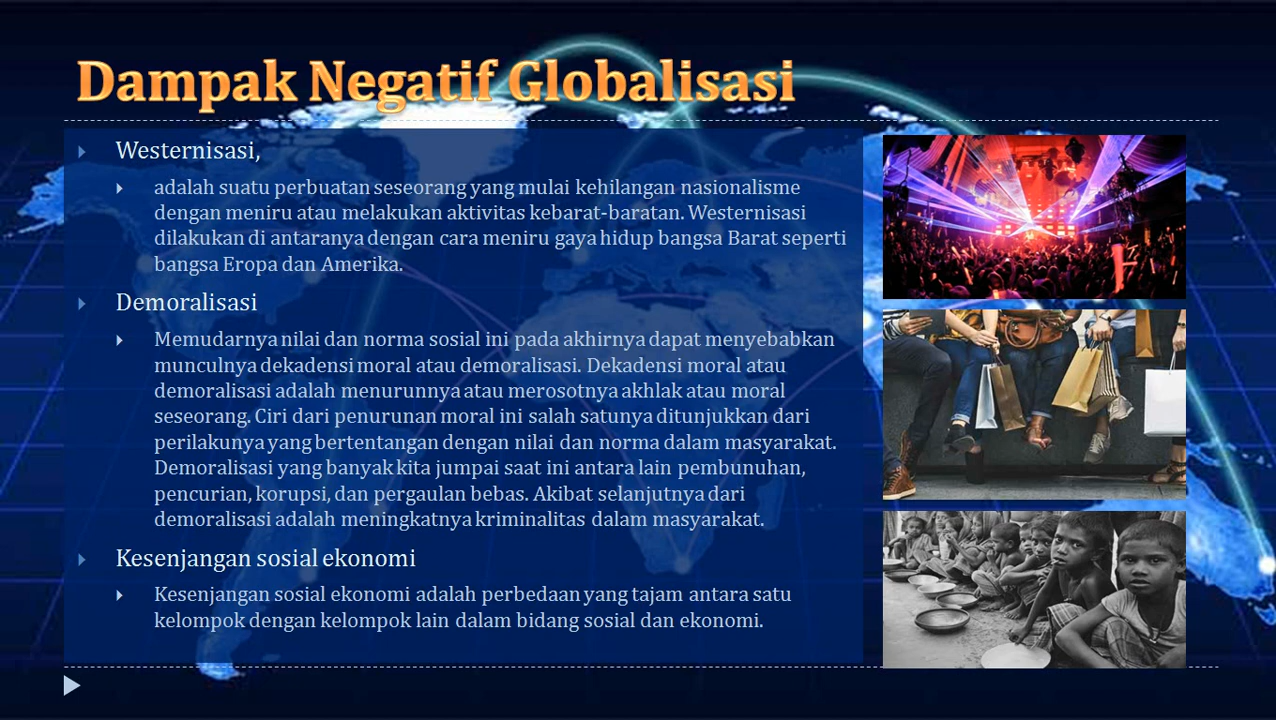 Dampak Negatif Globalisasi
Westernisasi,
adalah suatu perbuatan seseorang yang mulai kehilangan nasionalisme
dengan meniru atau melakukan aktivitas kebarat-baratan. Westernisasi
dilakukan di antaranya dengan cara meniru gaya hidup bangsa Barat seperti
bangsa Eropa dan Amerika.
Demoralisasi
Memudarnya nilai dan norma sosial ini pada akhirnya dapat menyebabkan
munculnya dekadensi moral atau demoralisasi. Dekadensi moral atau
demoralisasi adalah menurunnya atau merosotnya akhlak atau moral
seseorang. Ciri dari penurunan moral ini salah satunya ditunjukkan dari
perilakunya yang bertentangan dengan nilai dan norma dalam masyarakat.
Demoralisasi yang banyak kita jumpai saat ini antara lain pembunuhan,
pencurian, korupsi, dan pergaulan bebas. Akibat selanjutnya dari
demoralisasi adalah meningkatnya kriminalitas dalam masyarakat.
Kesenjangan sosial ekonomi
Kesenjangan sosial ekonomi adalah perbedaan yang tajam antara satu
kelompok dengan kelompok lain dalam bidang sosial dan ekonomi.